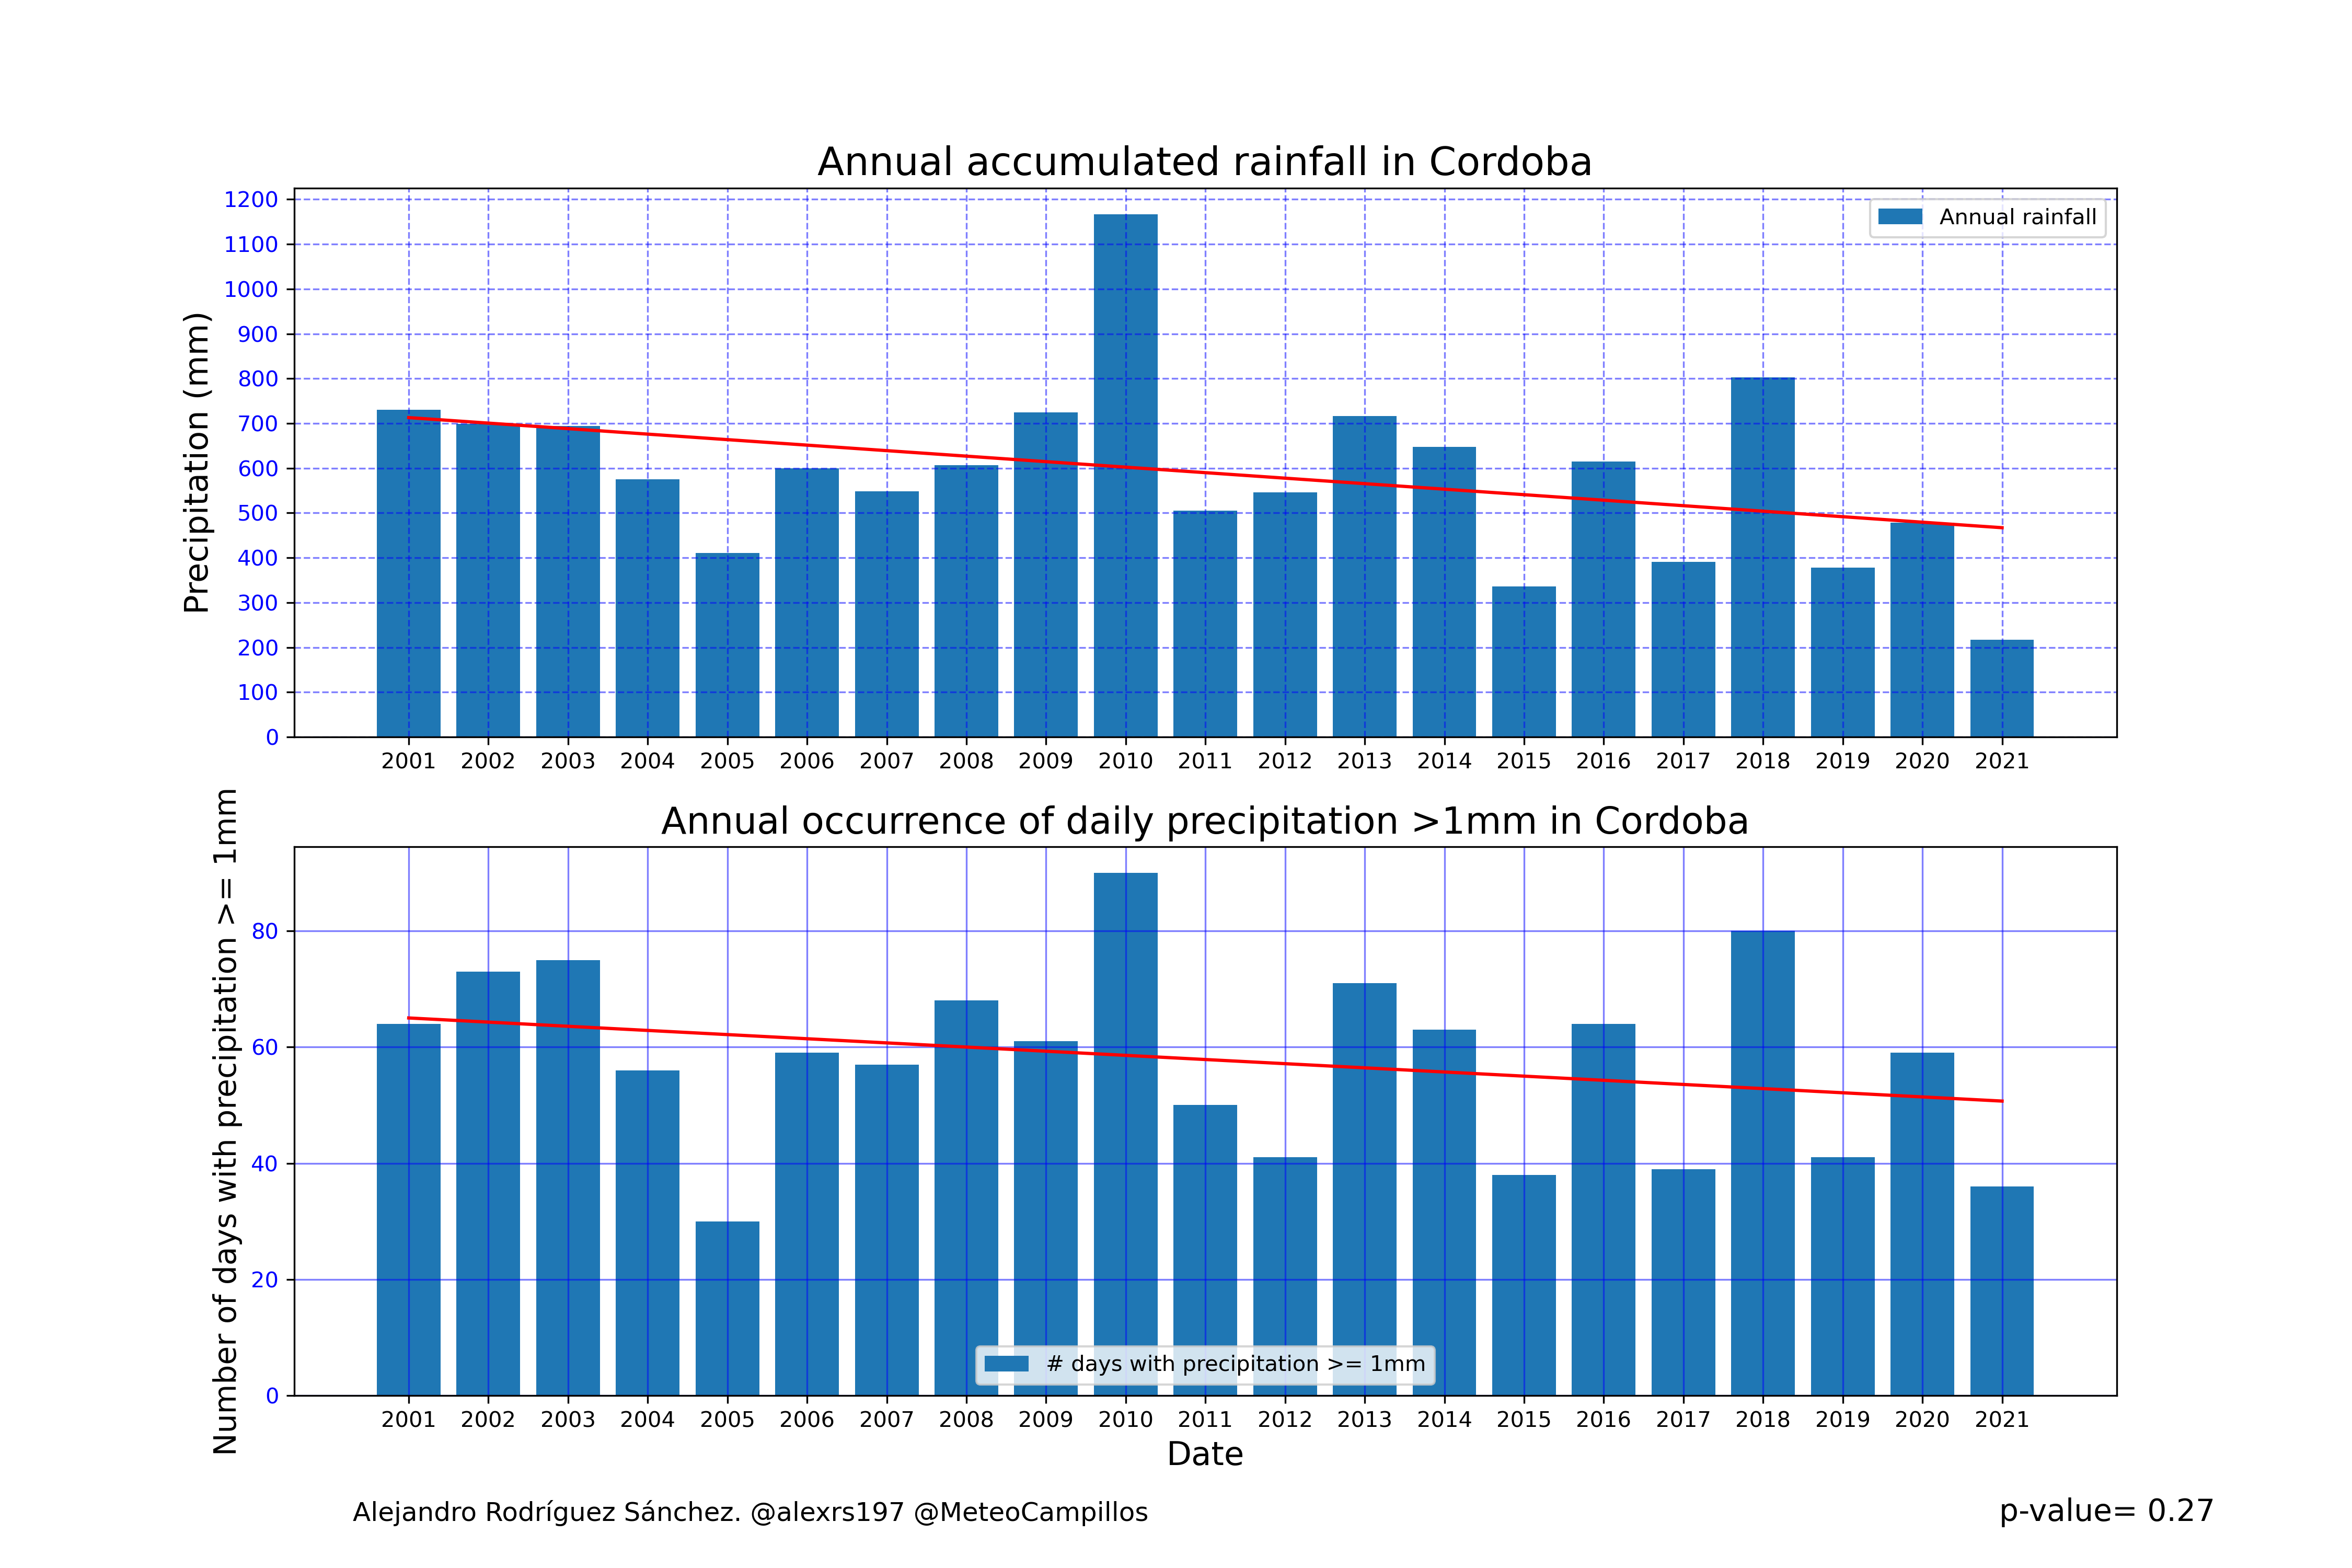 Annual accumulated rainfall in Cordoba
Precipitation (mm)
1200
1100
1000
900
800
700
600
500
400
300
200
100
0
Annual rainfall
2001 2002 2003 2004 2005 2006 2007 2008 2009 2010 2011 2012 2013 2014 2015 2016 2017 2018 2019 2020 2021
Annual occurrence of daily precipitation >1mm in Cordoba
Number of days with precipitation >= 1mm
80
60
40
20
0
# days with precipitation >= 1mm
2001 2002 2003 2004 2005 2006 2007 2008 2009 2010 2011 2012 2013 2014 2015 2016 2017 2018 2019 2020 2021
Date
Alejandro Rodríguez Sánchez. @alexrs197 @MeteoCampillos
p-value= 0.27